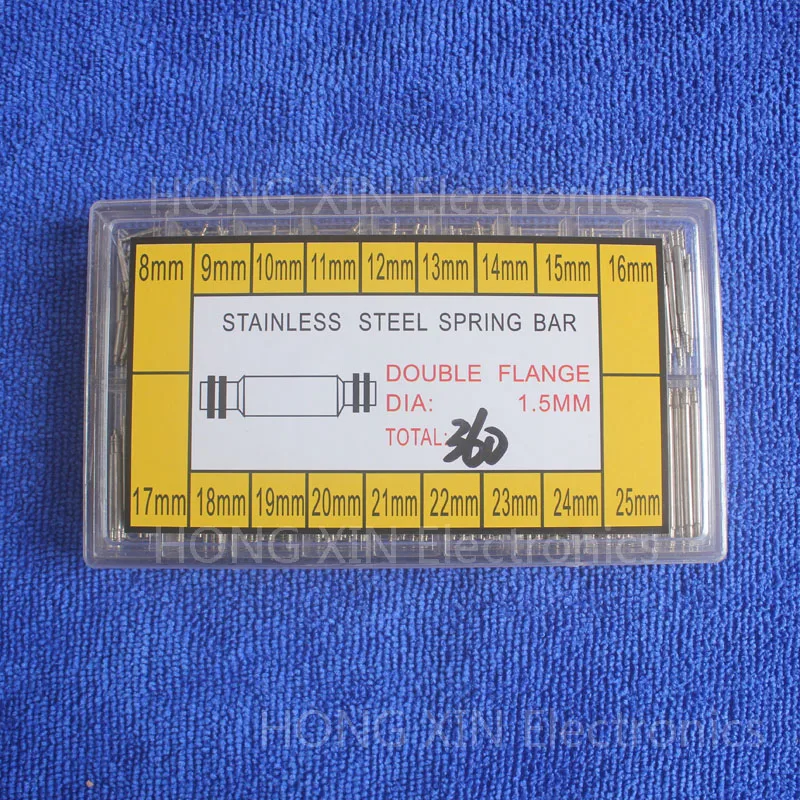 HONG XIN Electronics
8mm 9mm 10mm 11mm 12mm 13mm 14mm 15mm 16mm
STAINLESS STEEL SPRING BAR
DOUBLE FLANGE
DIA: 1.5MM
TOTAL: 360
17mm 18mm 19mm 20mm 21mm 22mm 23mm 24mm 25mm
HONG XIN Electronics
HONG XIN Electronics